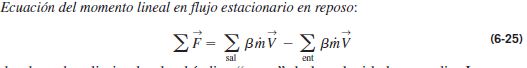 Ecuación del momento lineal en flujo estacionario en reposo:
∑F⃗ = ∑ βṁV⃗ − ∑ βṁV⃗ (6-25)
sal ent